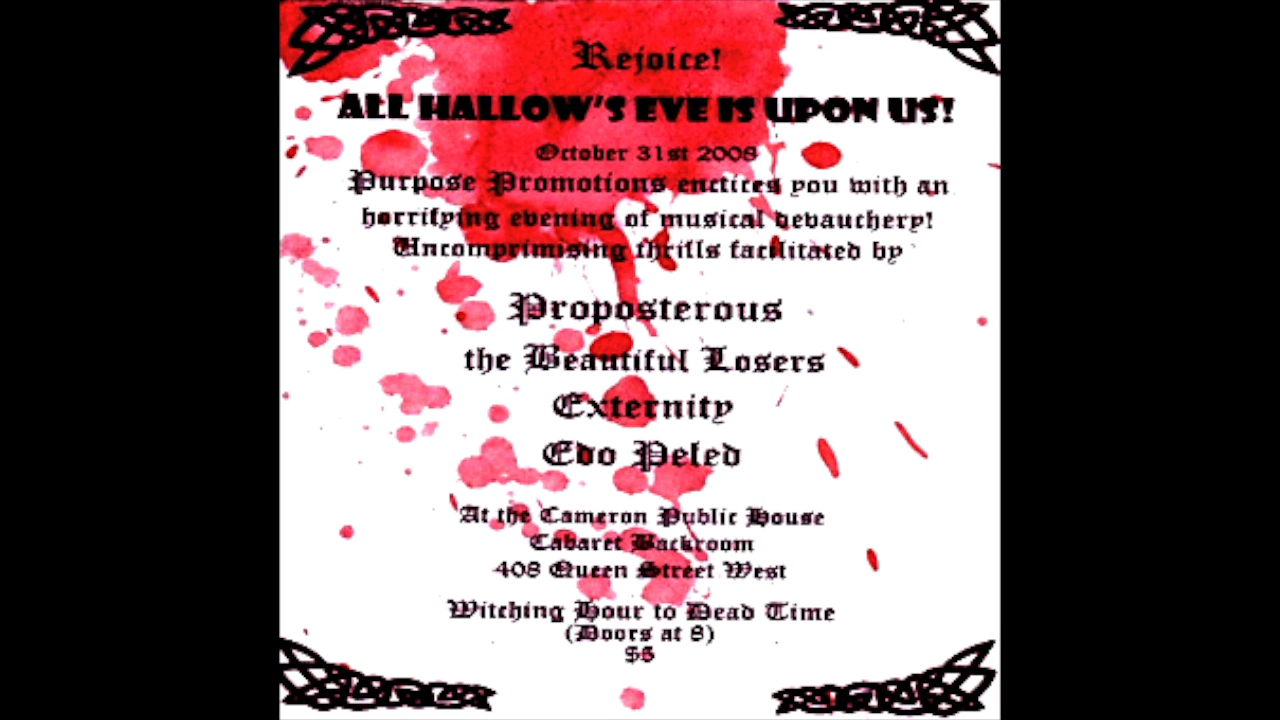 Rejoice!
ALL HALLOW'S EVE IS UPON US!
October 31st 2008
Purpose Promotions enctices you with an
horrifying evening of musical devauchery!
Uncomprimising thrills facilitated by
Proposterous
the Beautiful Losers
Externity
Edo Peled
At the Cameron Public House
Cabaret Backroom
408 Queen Street West
Witching Hour to Dead Time
(Doors at 8)